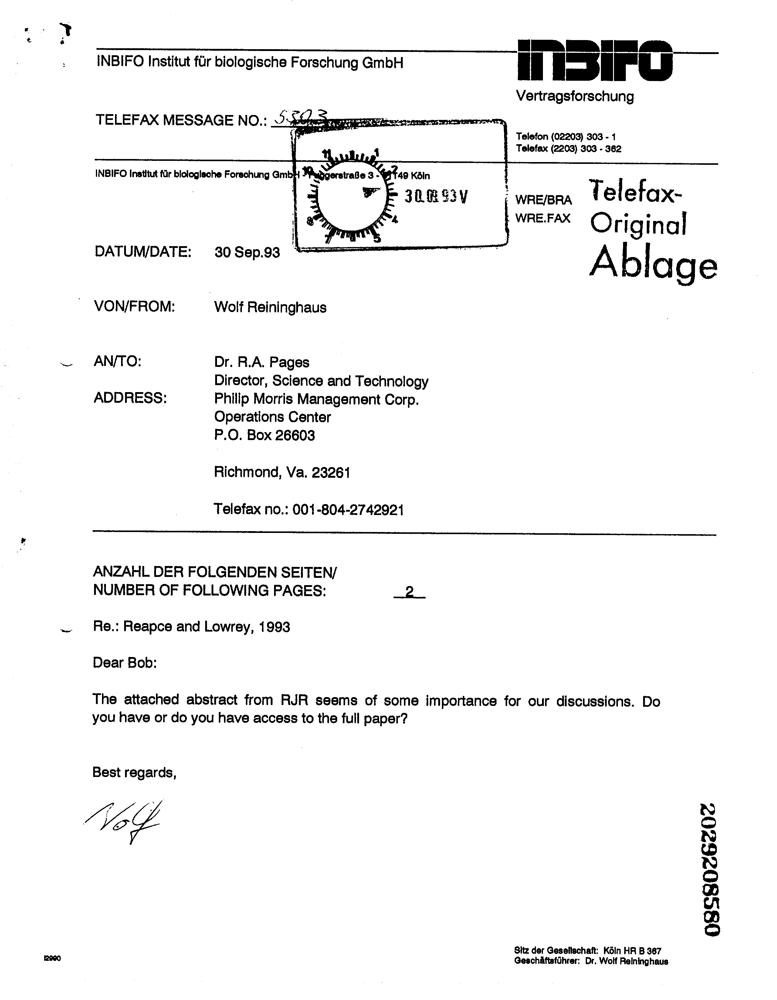 INBIFO Institut für biologische Forschung GmbH
INBIFO
Vertragsforschung
TELEFAX MESSAGE NO.: 5503
Telefon (02203) 303 - 1
Telefax (2203) 303 - 362
INBIFO Institut für biologische Forschung GmbH 3 - 149 Köln
30.09.93V
WRE/BRA
WRE.FAX
Telefax-
Original
Ablage
DATUM/DATE: 30 Sep.93
VON/FROM: Wolf Reininghaus
AN/TO: Dr. R.A. Pages
Director, Science and Technology
ADDRESS: Philip Morris Management Corp.
Operations Center
P.O. Box 26603
Richmond, Va. 23261
Telefax no.: 001-804-2742921
ANZAHL DER FOLGENDEN SEITEN/
NUMBER OF FOLLOWING PAGES: 2
Re.: Reapce and Lowrey, 1993
Dear Bob:
The attached abstract from RJR seems of some importance for our discussions. Do
you have or do you have access to the full paper?
Best regards,
Wolf
2029208580
Sitz der Gesellschaft: Köln HR B 367
Geschäftsführer: Dr. Wolf Reininghaus
I2990